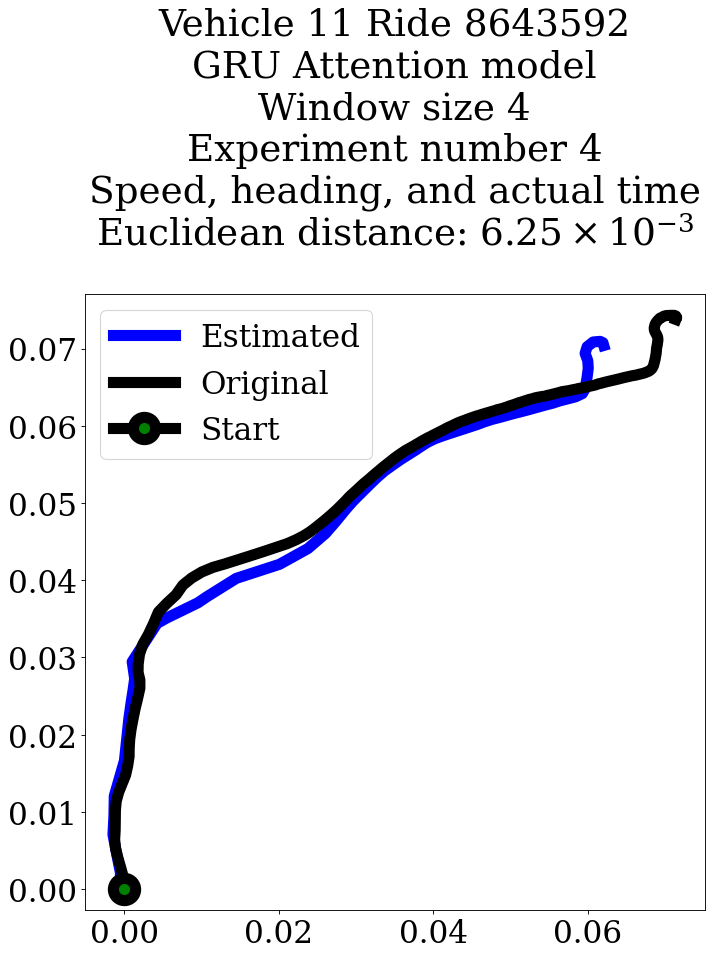 Vehicle 11 Ride 8643592
GRU Attention model
Window size 4
Experiment number 4
Speed, heading, and actual time
Euclidean distance: 6.25 × 10⁻³
Estimated
Original
Start
0.07
0.06
0.05
0.04
0.03
0.02
0.01
0.00
0.00 0.02 0.04 0.06